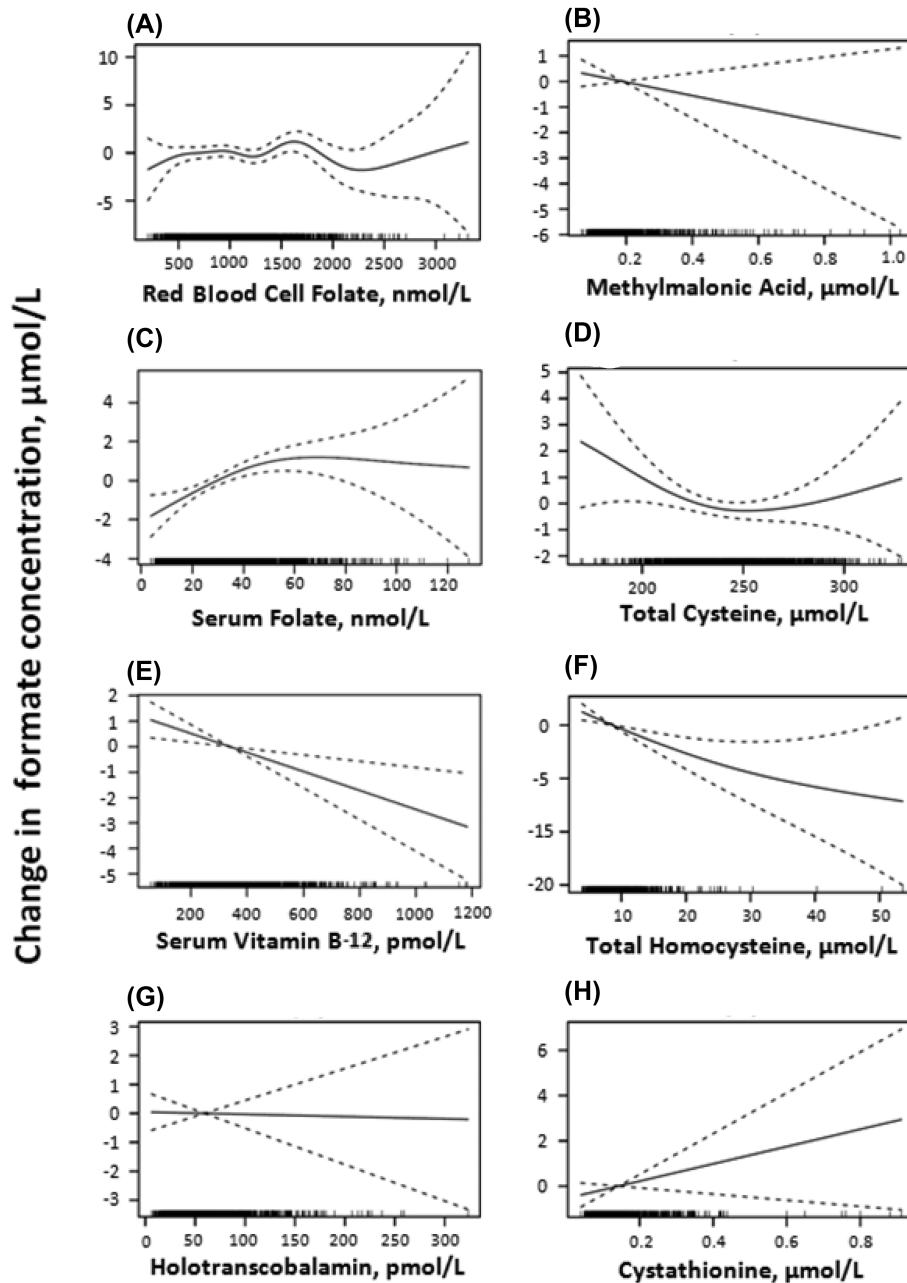 Change in formate concentration, µmol/L
(A)
10
5
0
-5
500 1000 1500 2000 2500 3000
Red Blood Cell Folate, nmol/L
(B)
1
0
-1
-2
-3
-4
-5
-6
0.2 0.4 0.6 0.8 1.0
Methylmalonic Acid, µmol/L
(C)
4
2
0
-2
-4
0 20 40 60 80 100 120
Serum Folate, nmol/L
(D)
5
4
3
2
1
0
-1
-2
200 250 300
Total Cysteine, µmol/L
(E)
2
1
0
-1
-2
-3
-4
-5
200 400 600 800 1000 1200
Serum Vitamin B-12, pmol/L
(F)
0
-5
-15
-20
10 20 30 40 50
Total Homocysteine, µmol/L
(G)
3
2
1
0
-1
-2
-3
0 50 100 150 200 250 300
Holotranscobalamin, pmol/L
(H)
6
4
2
0
0.2 0.4 0.6 0.8
Cystathionine, µmol/L